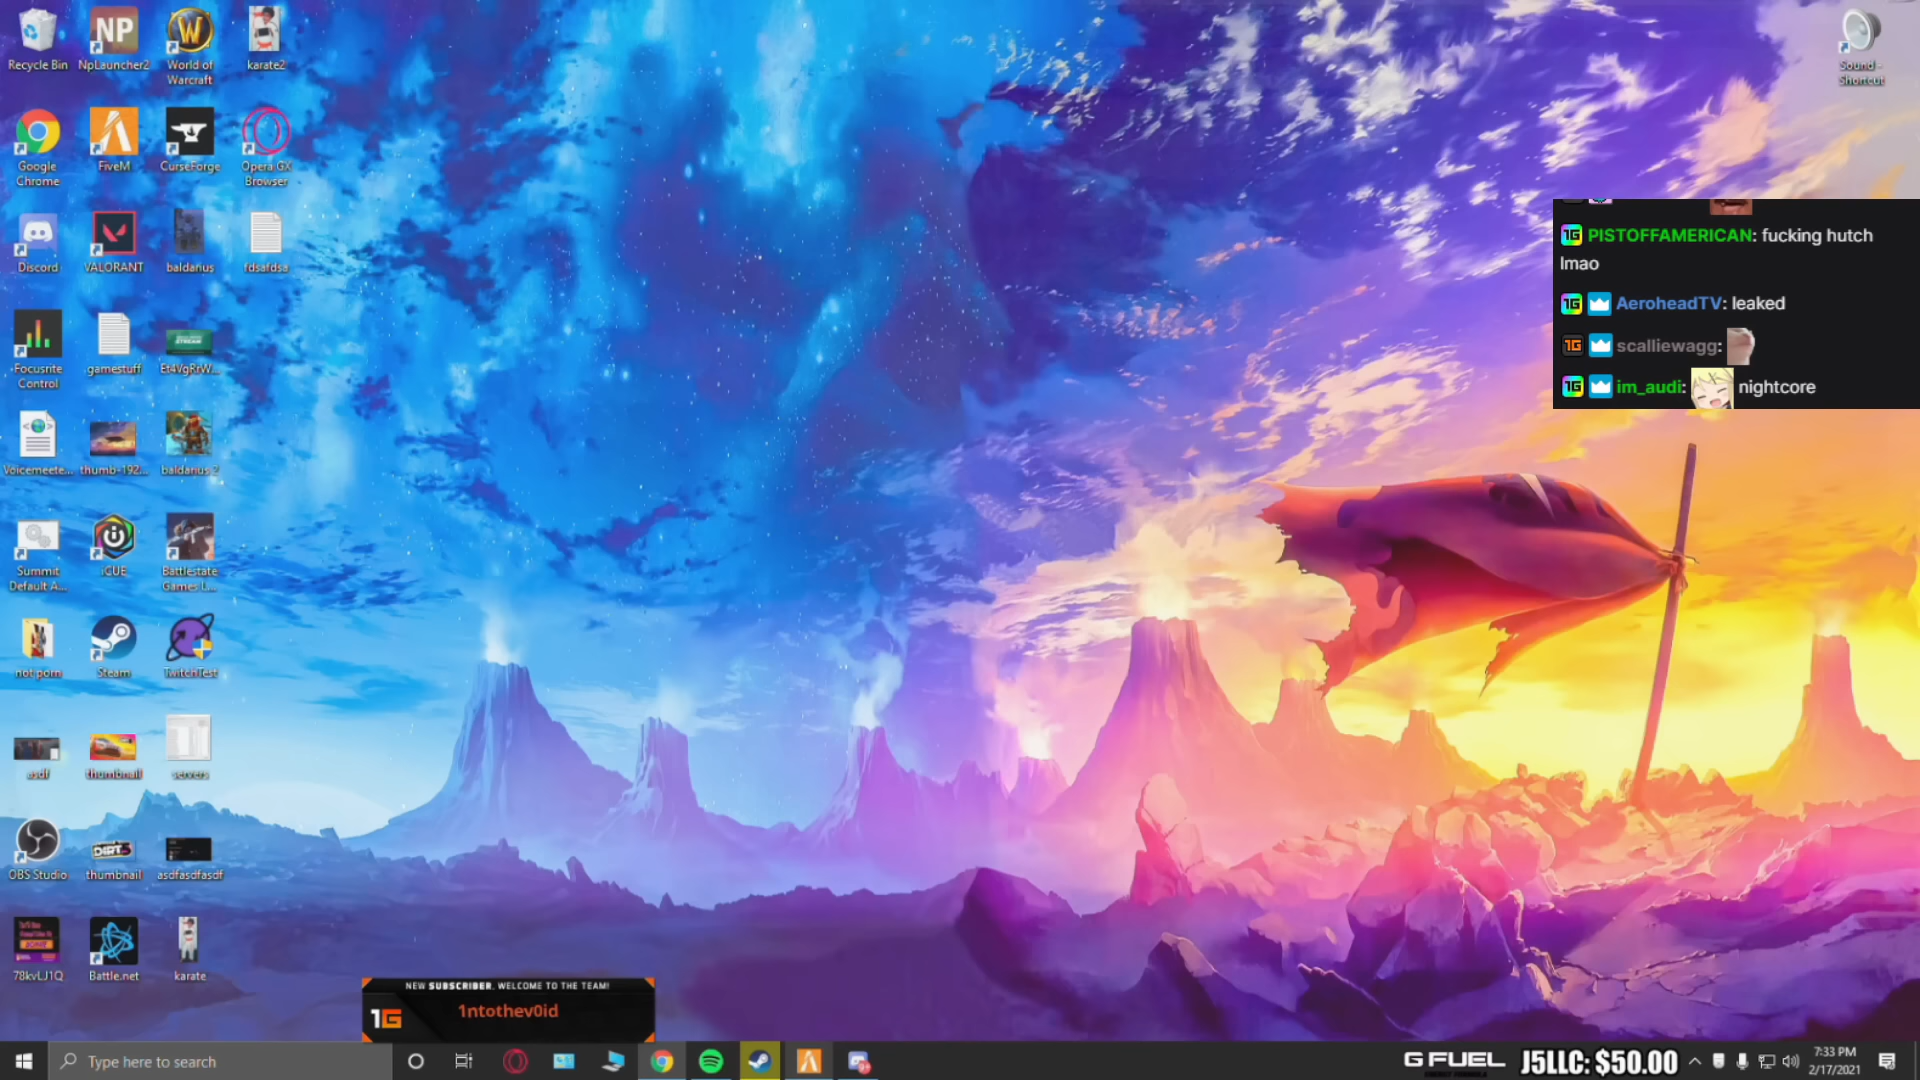 Recycle Bin
NpLauncher2
World of
Warcraft
karate2
Sound -
Shortcut
Google
Chrome
FiveM
CurseForge
Opera GX
Browser
Discord
VALORANT
baldarius
fdsafdsa
Focusrite
Control
gamestuff
Et4VgRrW...
Voicemeete...
thumb-192...
baldarius 2
Summit
Default A...
iCUE
Battlestate
Games L...
not porn
Steam
TwitchTest
asdf
thumbnail
servers
OBS Studio
DIRT5
thumbnail
asdfasdfasdf
78kvLJ1Q
Battle.net
karate
PISTOFFAMERICAN: fucking hutch
lmao
AeroheadTV: leaked
scalliewagg:
im_audi: nightcore
NEW SUBSCRIBER, WELCOME TO THE TEAM!
1G
1ntothev0id
Type here to search
G FUEL
J5LLC: $50.00
7:33 PM
2/17/2021